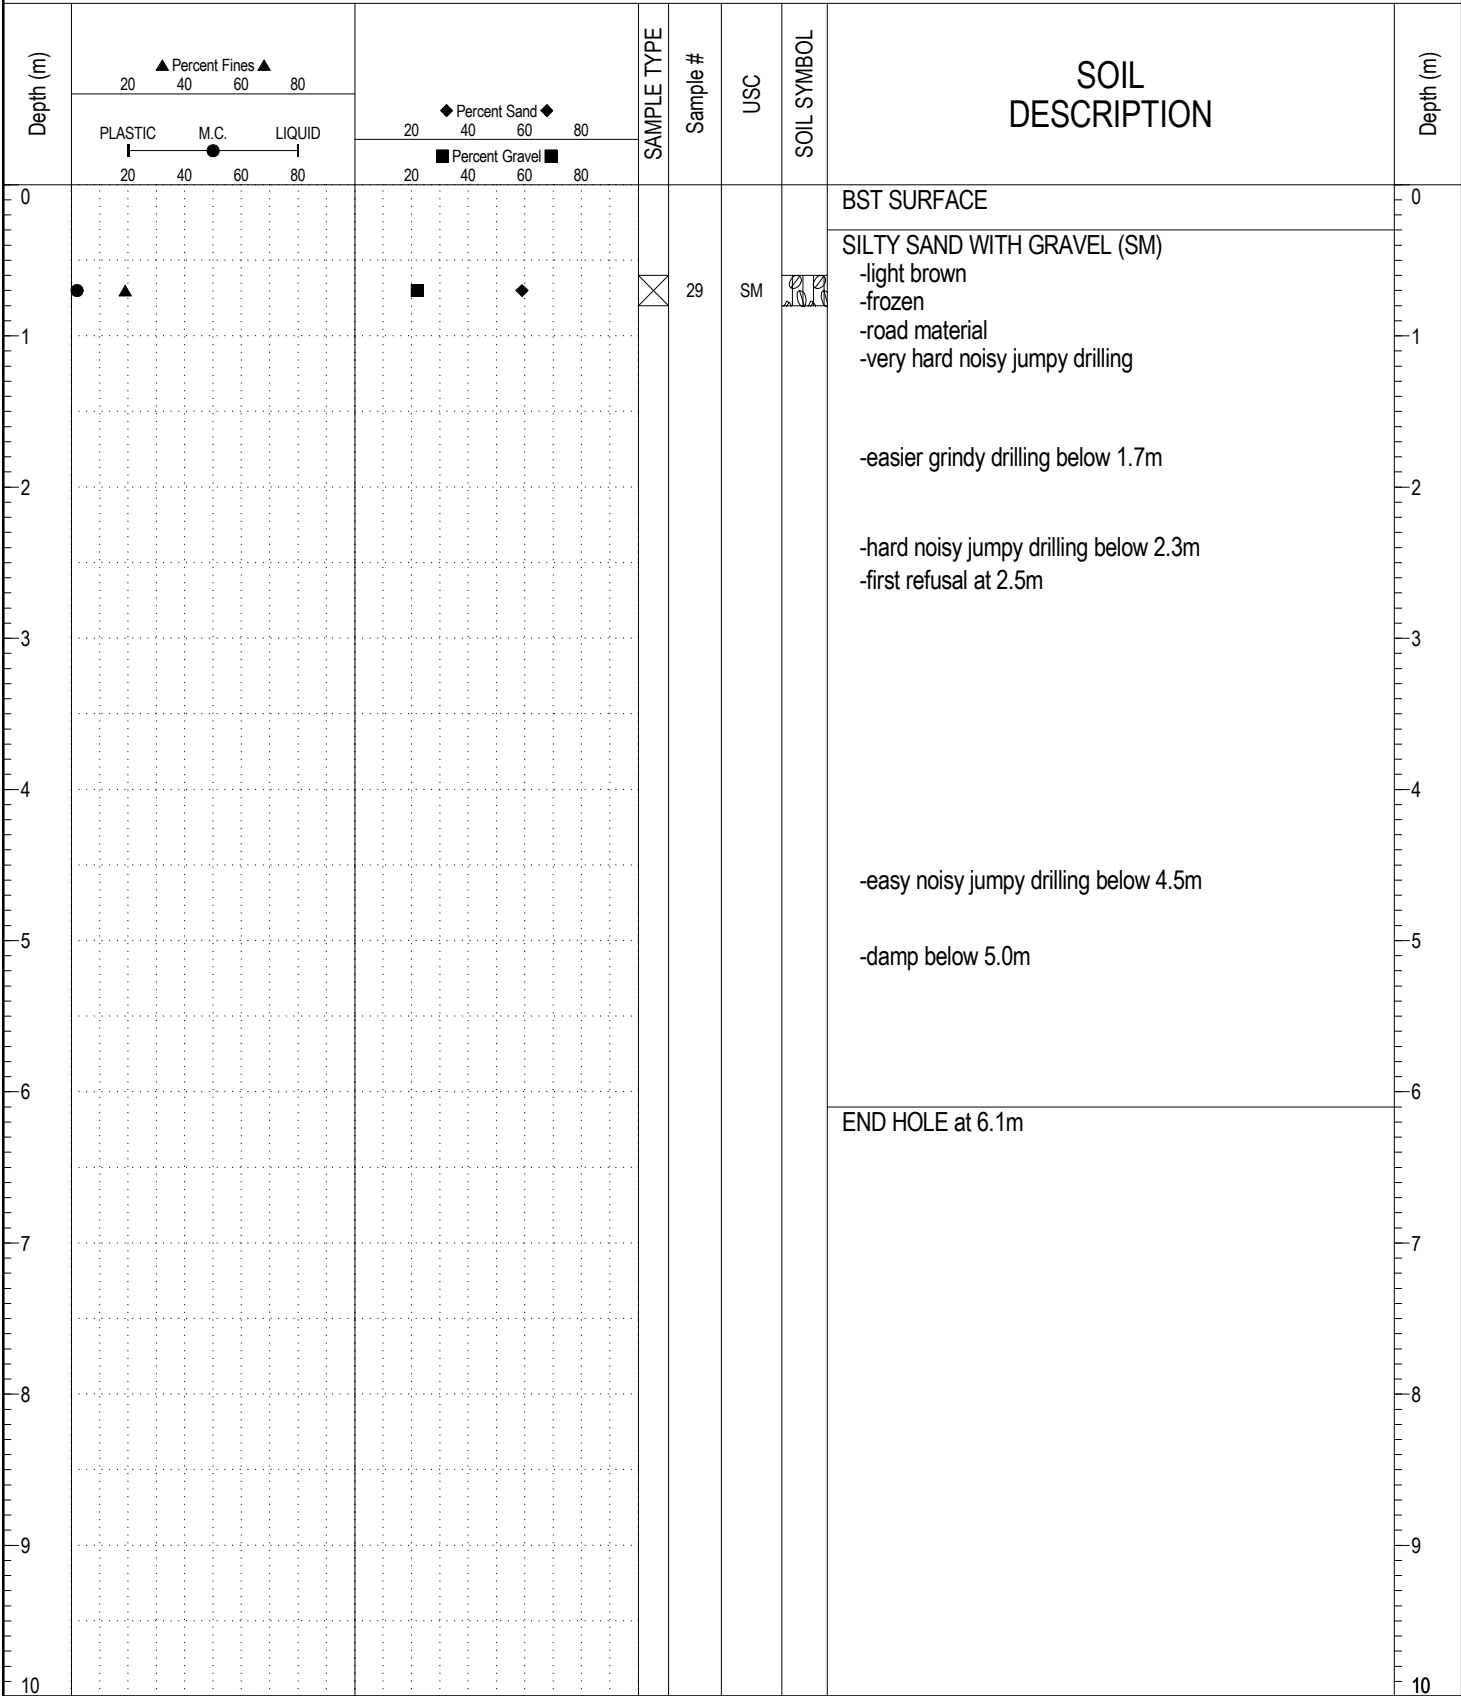 Depth (m)
▲ Percent Fines ▲
20 40 60 80
PLASTIC M.C. LIQUID
20 40 60 80
◆ Percent Sand ◆
20 40 60 80
■ Percent Gravel ■
20 40 60 80
SAMPLE TYPE
Sample #
USC
SOIL SYMBOL
SOIL
DESCRIPTION
Depth (m)
0 BST SURFACE 0
SILTY SAND WITH GRAVEL (SM)
-light brown
29 SM
-frozen
-road material
1 1
-very hard noisy jumpy drilling
-easier grindy drilling below 1.7m
2 2
-hard noisy jumpy drilling below 2.3m
-first refusal at 2.5m
3 3
4 4
-easy noisy jumpy drilling below 4.5m
5 5
-damp below 5.0m
6 6
END HOLE at 6.1m
7 7
8 8
9 9
10 10